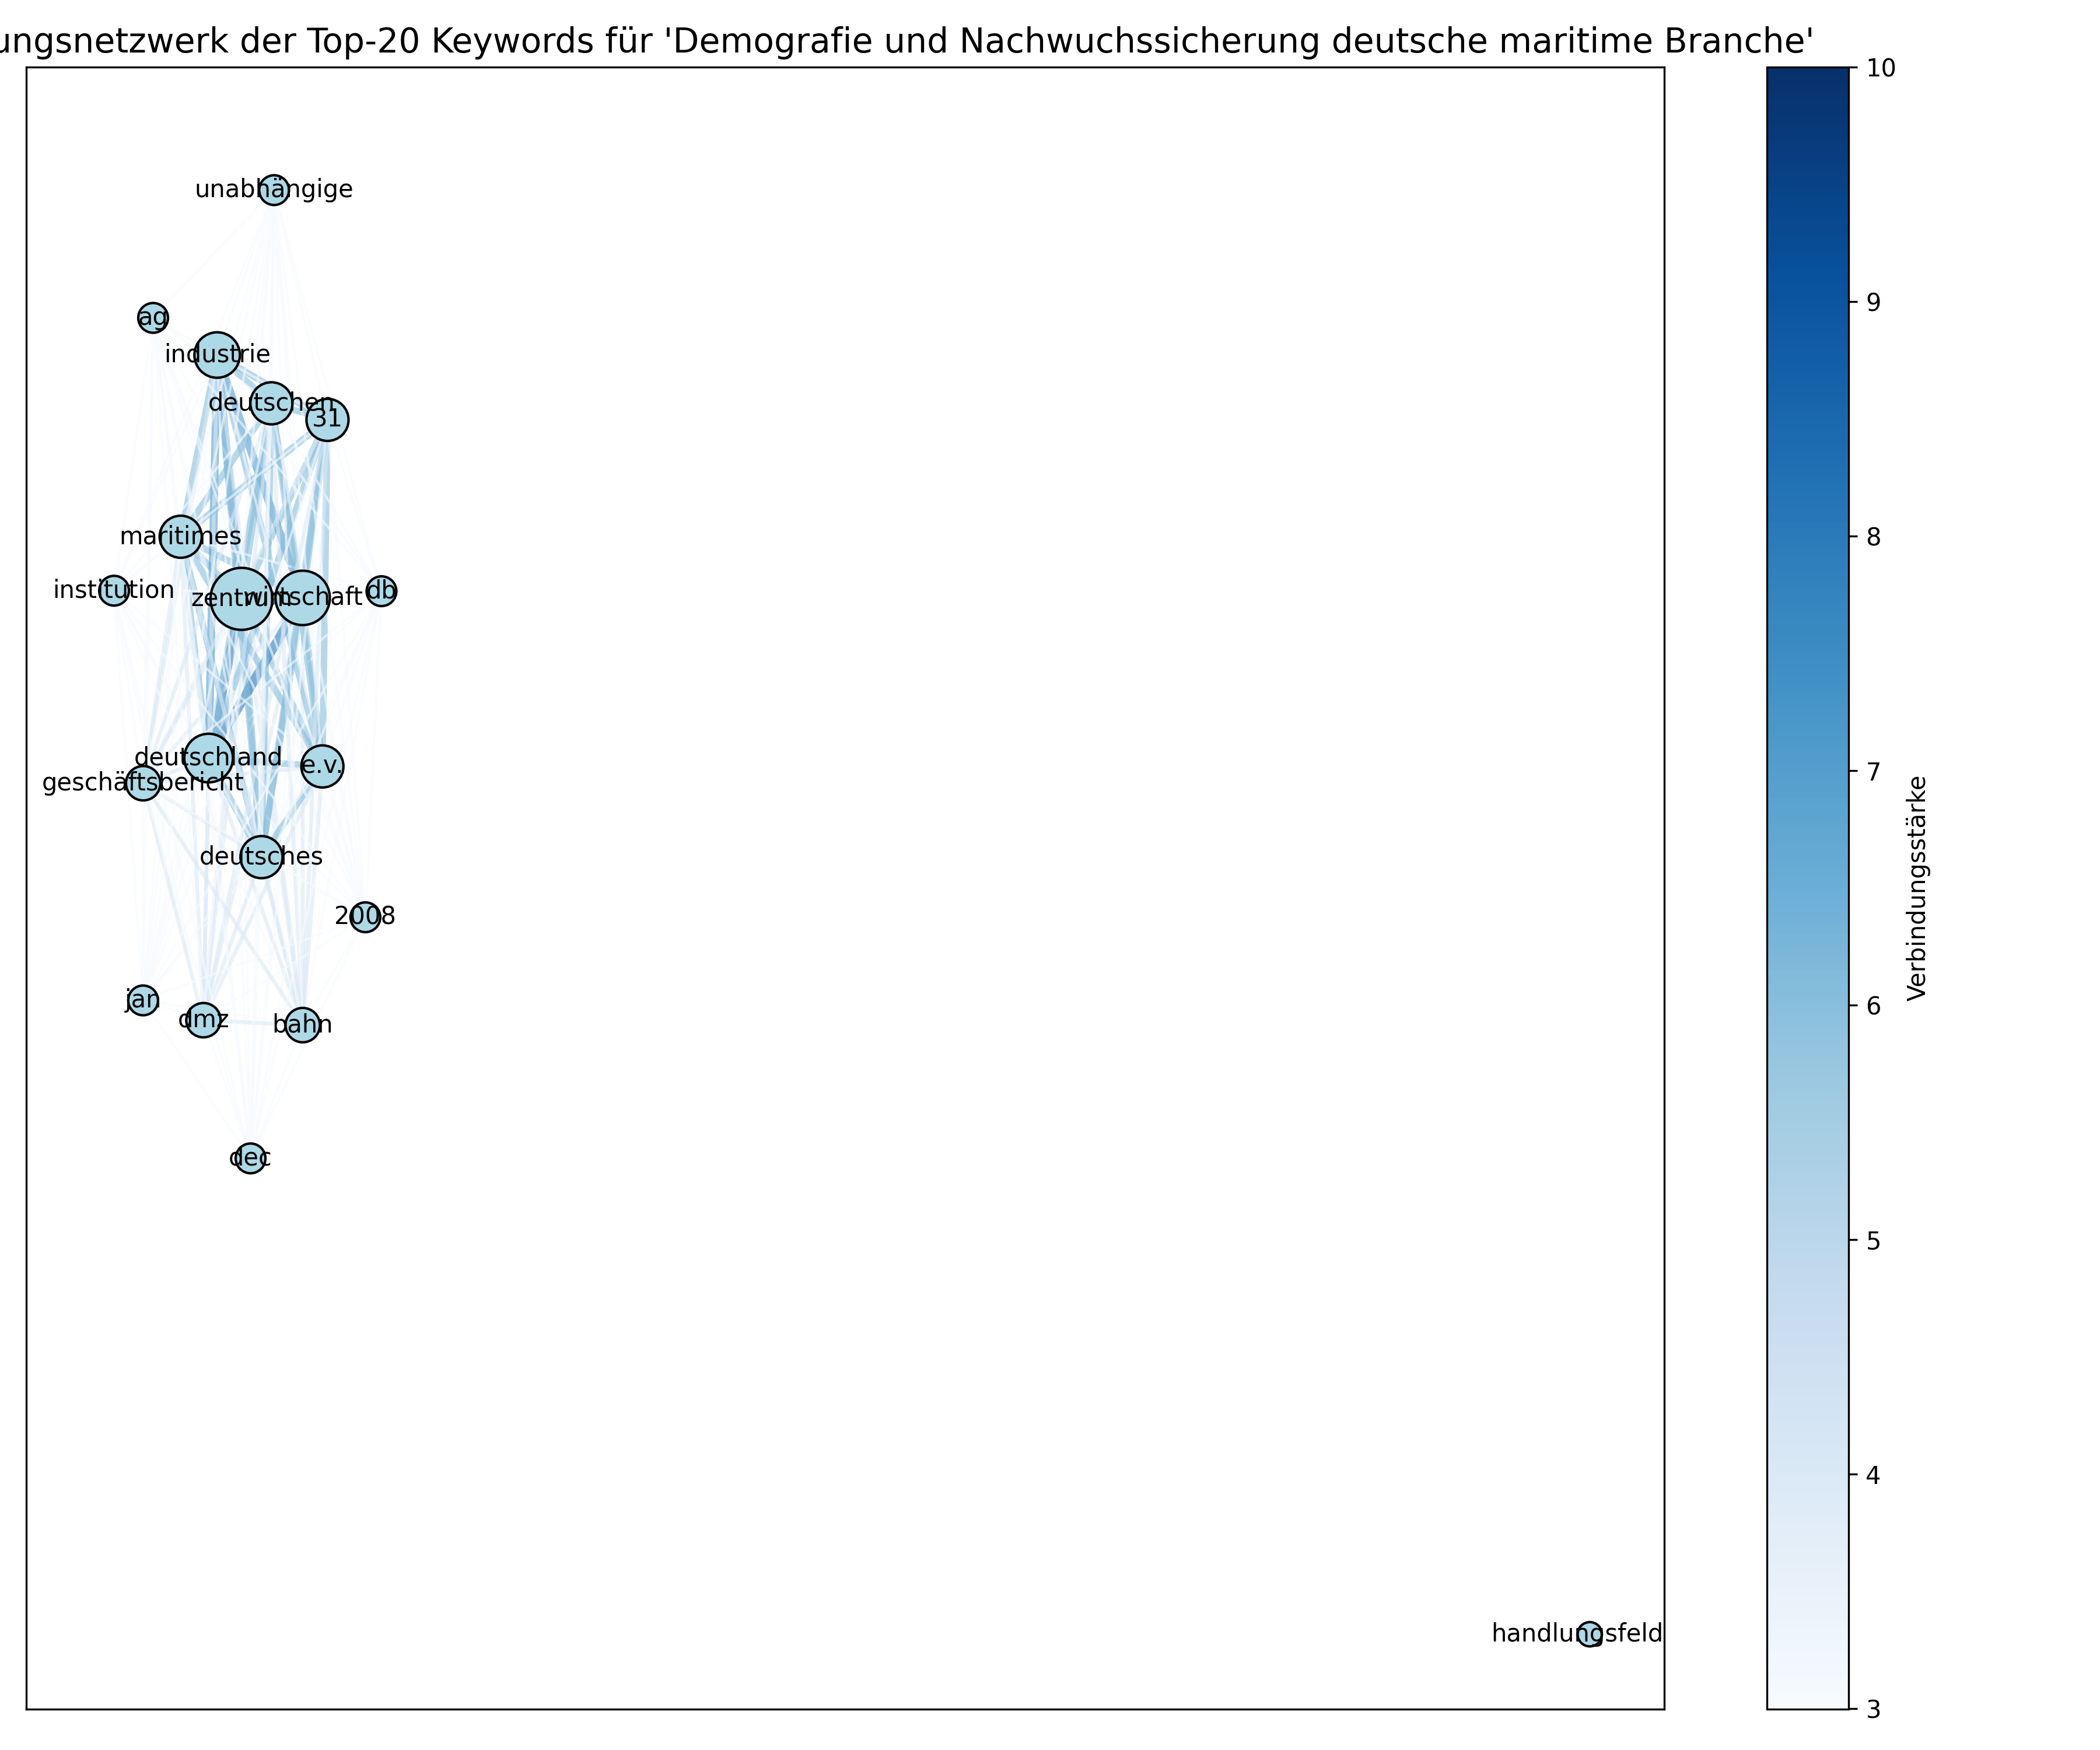 ungsnetzwerk der Top-20 Keywords für 'Demografie und Nachwuchssicherung deutsche maritime Branche'
unabhängige
ag
industrie
deutschen
31
maritimes
institution
zentrum
wirtschaft
db
deutschland
e.v.
geschäftsbericht
deutsches
2008
jan
dmz
bahn
dec
handlungsfeld
10
9
8
7
6
5
4
3
Verbindungsstärke